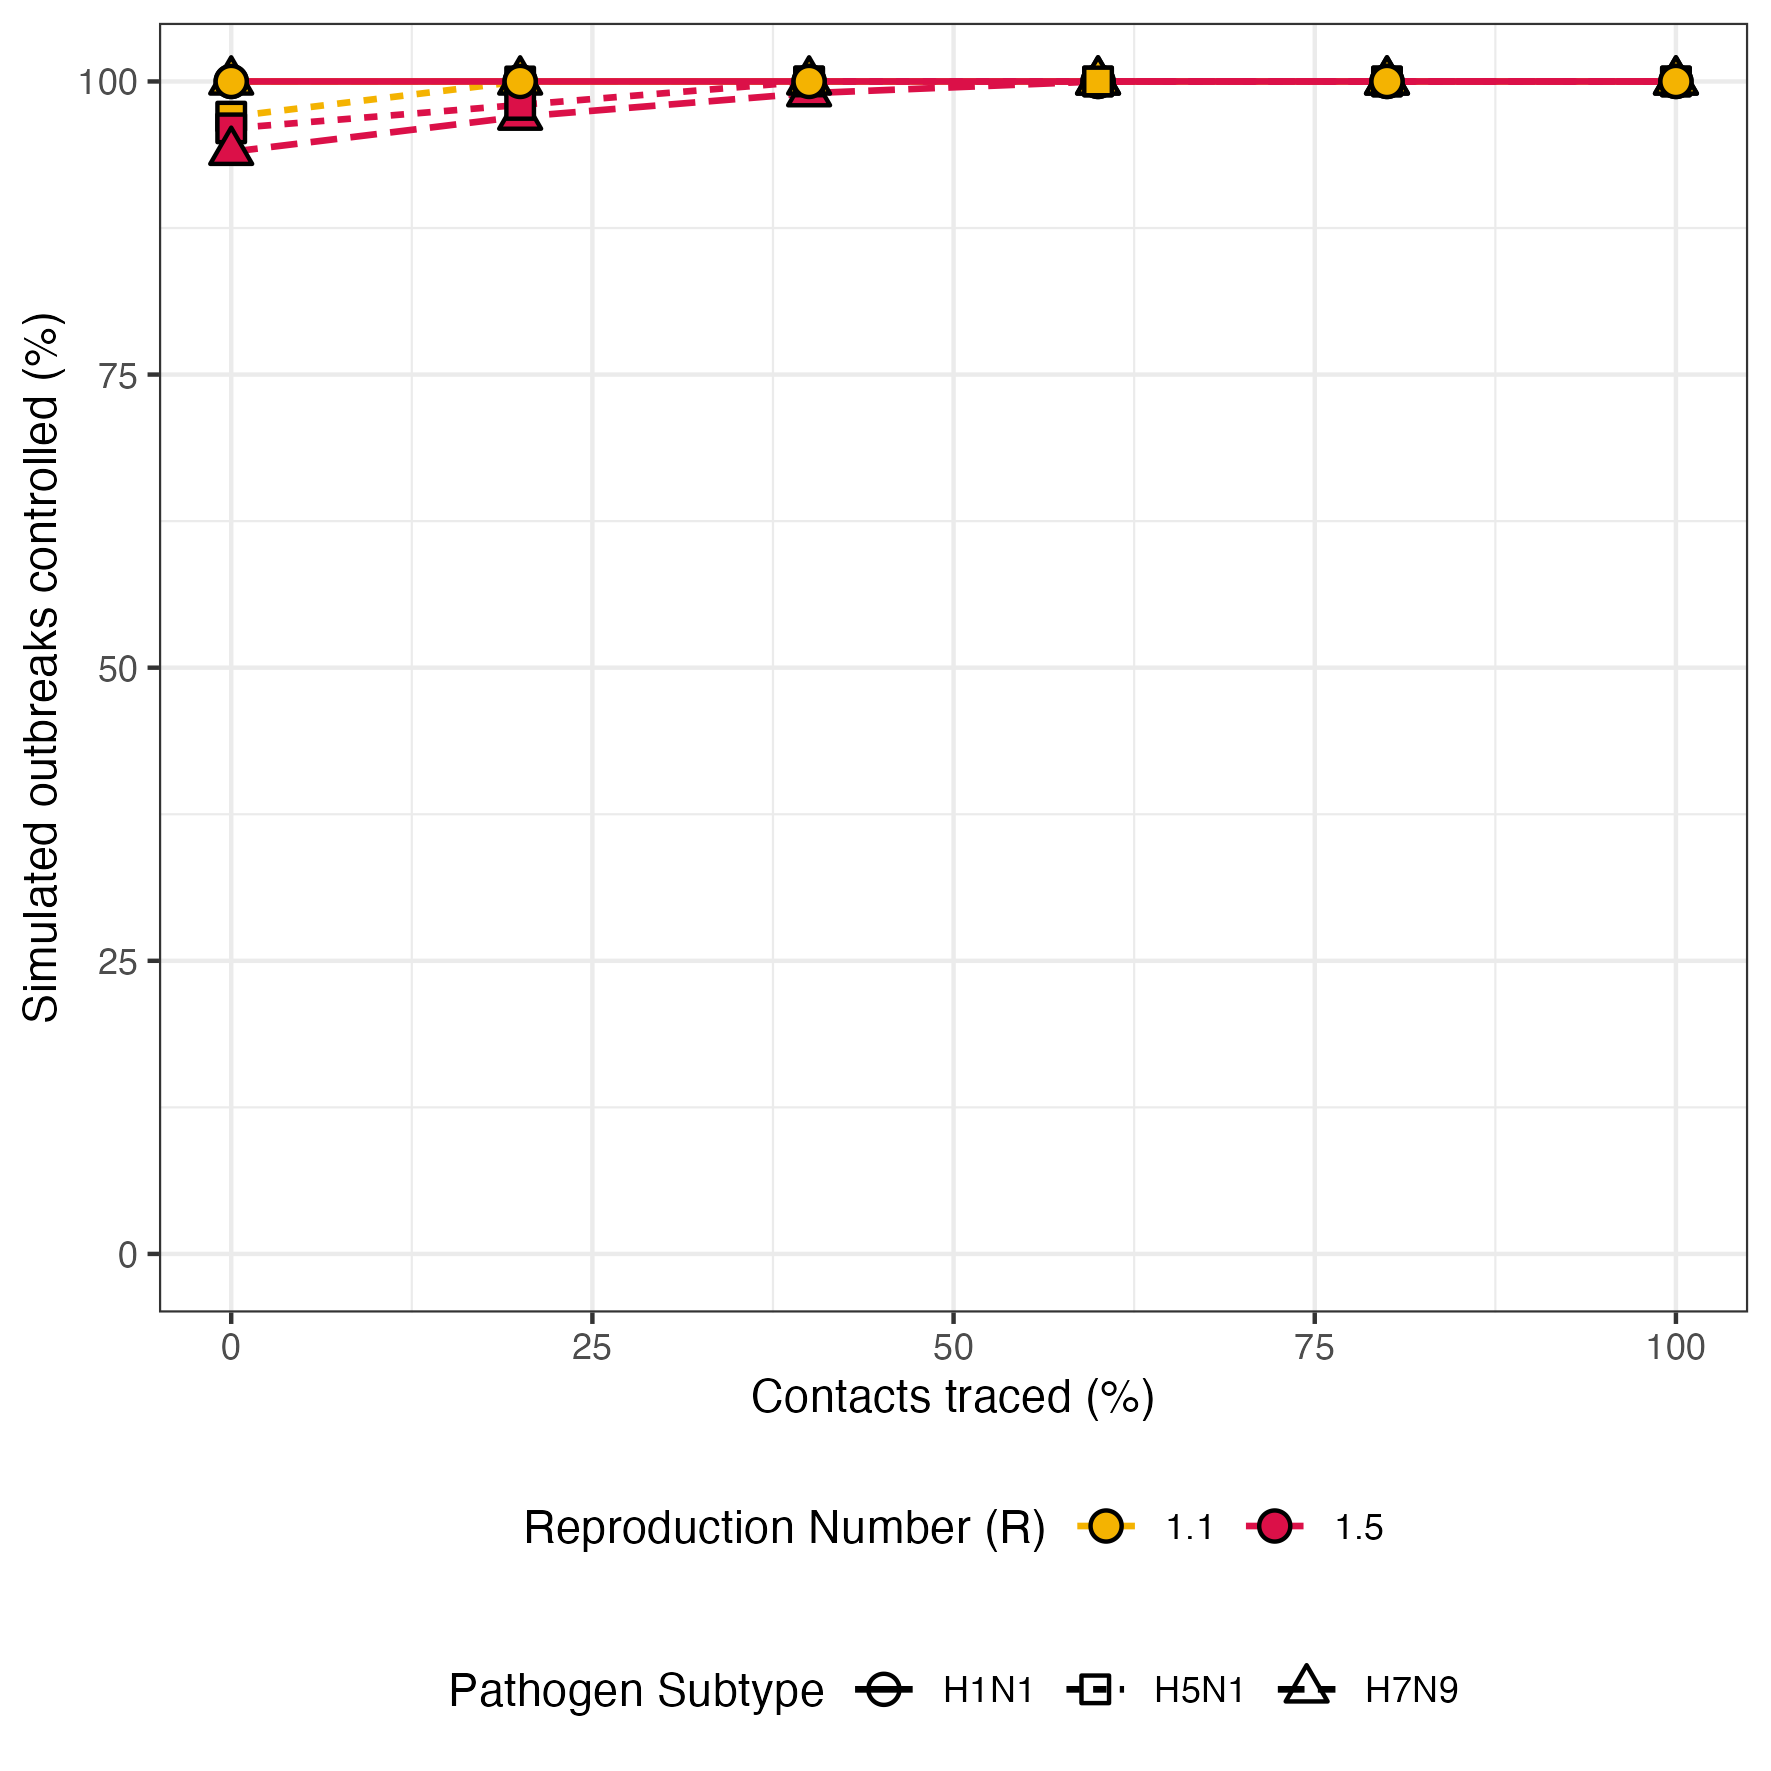 Simulated outbreaks controlled (%)
100
75
50
25
0
0 25 50 75 100
Contacts traced (%)
Reproduction Number (R) 1.1 1.5
Pathogen Subtype H1N1 H5N1 H7N9